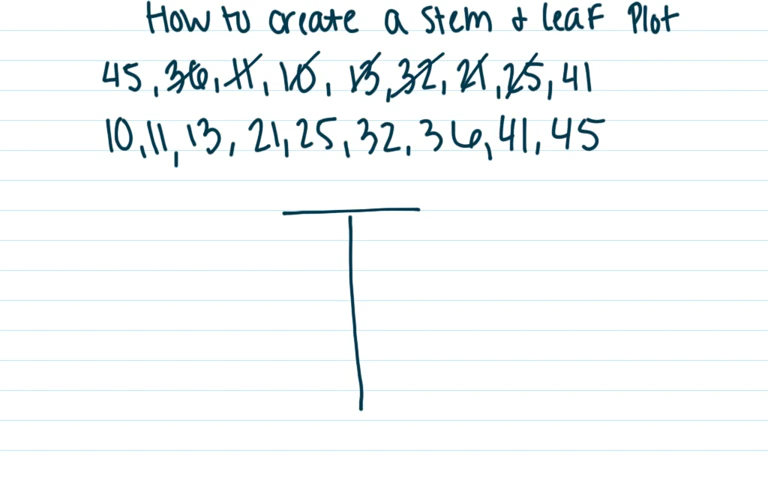 How to create a stem & leaf Plot
45, 36, 11, 10, 13, 32, 21, 25, 41
10, 11, 13, 21, 25, 32, 36, 41, 45